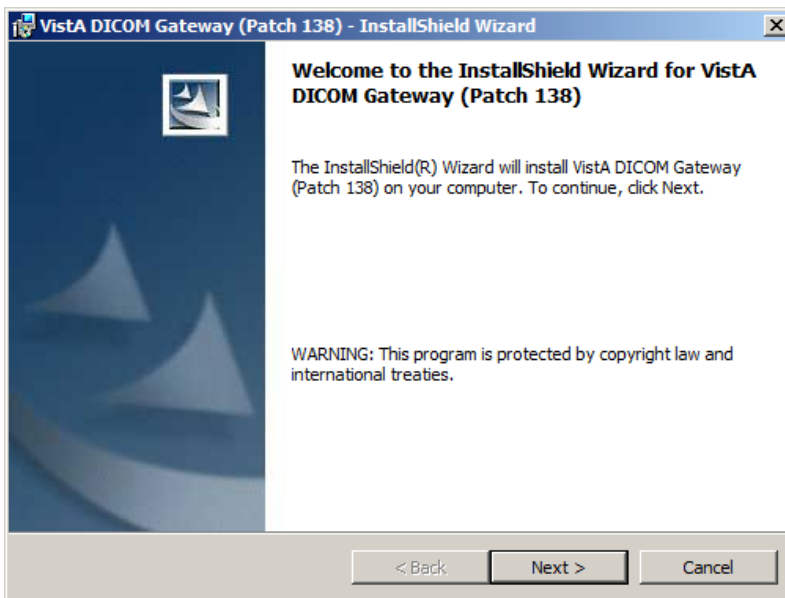 VistA DICOM Gateway (Patch 138) - InstallShield Wizard
Welcome to the InstallShield Wizard for VistA
DICOM Gateway (Patch 138)
The InstallShield(R) Wizard will install VistA DICOM Gateway
(Patch 138) on your computer. To continue, click Next.
WARNING: This program is protected by copyright law and
international treaties.
< Back
Next >
Cancel